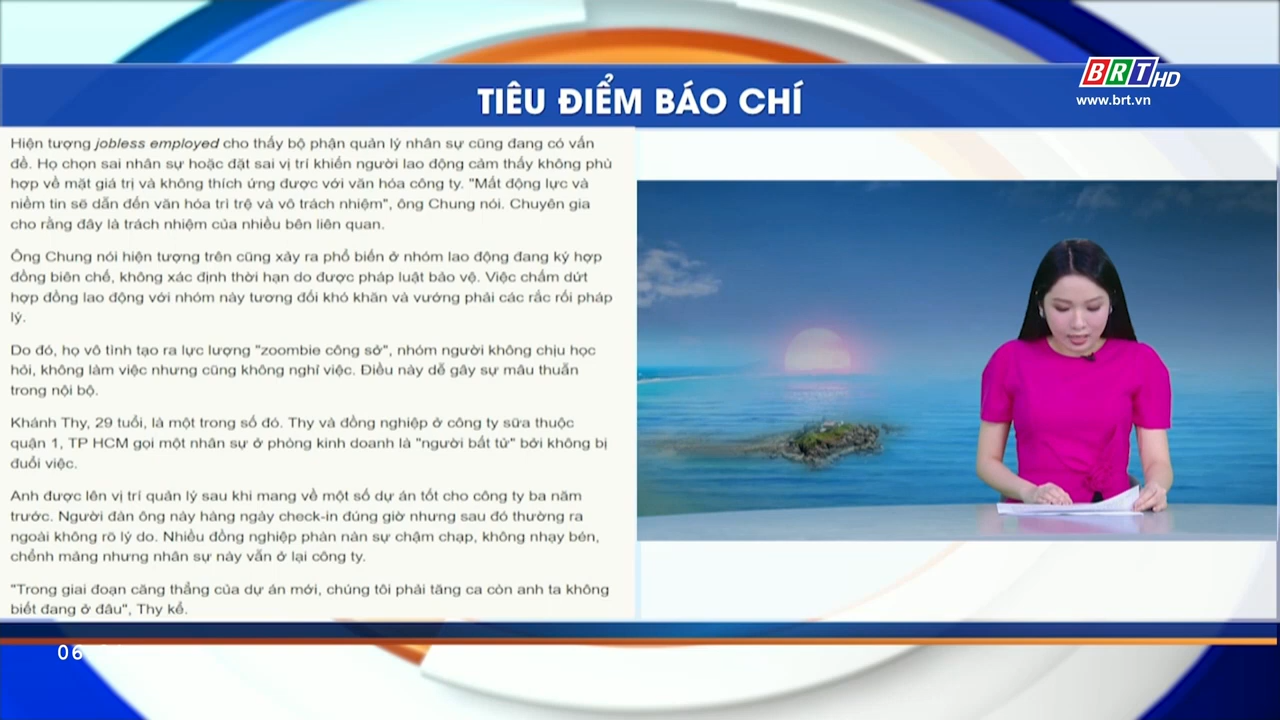 BRT HD
www.brt.vn
TIÊU ĐIỂM BÁO CHÍ
Hiện tượng jobless employed cho thấy bộ phận quản lý nhân sự cũng đang có vấn
đề. Họ chọn sai nhân sự hoặc đặt sai vị trí khiến người lao động cảm thấy không phù
hợp về mặt giá trị và không thích ứng được với văn hóa công ty. "Mất động lực và
niềm tin sẽ dẫn đến văn hóa trì trệ và vô trách nhiệm", ông Chung nói. Chuyên gia
cho rằng đây là trách nhiệm của nhiều bên liên quan.
Ông Chung nói hiện tượng trên cũng xảy ra phổ biến ở nhóm lao động đang ký hợp
đồng biên chế, không xác định thời hạn do được pháp luật bảo vệ. Việc chấm dứt
hợp đồng lao động với nhóm này tương đối khó khăn và vướng phải các rắc rối pháp
lý.
Do đó, họ vô tình tạo ra lực lượng "zoombie công sở", nhóm người không chịu học
hỏi, không làm việc nhưng cũng không nghỉ việc. Điều này dễ gây sự mâu thuẫn
trong nội bộ.
Khánh Thy, 29 tuổi, là một trong số đó. Thy và đồng nghiệp ở công ty sữa thuộc
quận 1, TP HCM gọi một nhân sự ở phòng kinh doanh là "người bất tử" bởi không bị
đuổi việc.
Anh được lên vị trí quản lý sau khi mang về một số dự án tốt cho công ty ba năm
trước. Người đàn ông này hàng ngày check-in đúng giờ nhưng sau đó thường ra
ngoài không rõ lý do. Nhiều đồng nghiệp phàn nàn sự chậm chạp, không nhạy bén,
chểnh mảng nhưng nhân sự này vẫn ở lại công ty.
"Trong giai đoạn căng thẳng của dự án mới, chúng tôi phải tăng ca còn anh ta không
biết đang ở đâu", Thy kể.
06